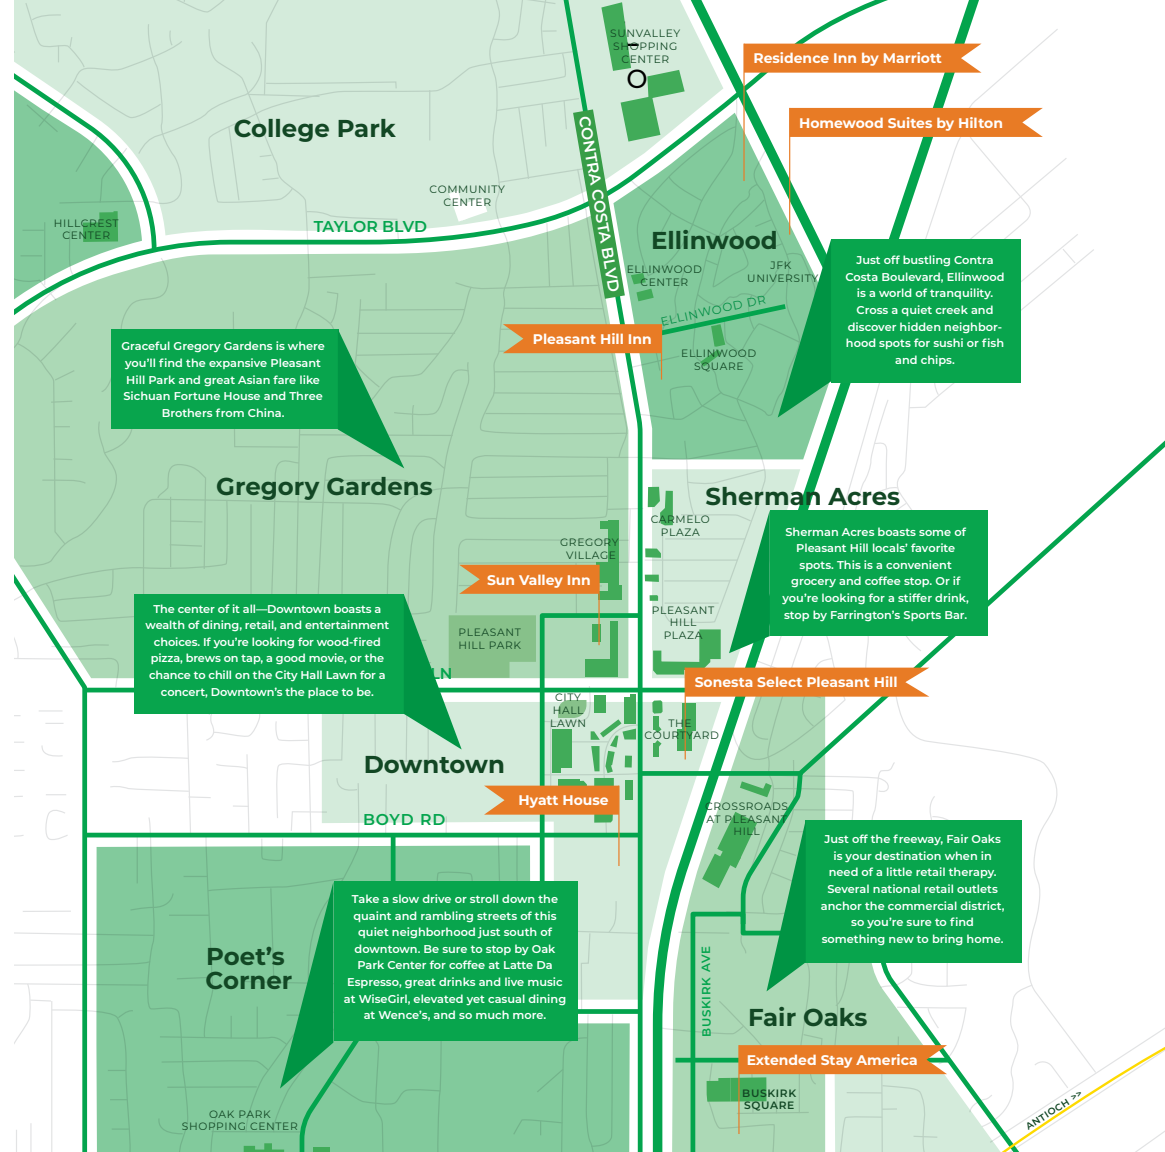 SUNVALLEY
SHOPPING
CENTER
Residence Inn by Marriott
Homewood Suites by Hilton
College Park
CONTRA COSTA BLVD
COMMUNITY
CENTER
TAYLOR BLVD
HILLCREST
CENTER
Ellinwood
ELLINWOOD
CENTER
JFK
UNIVERSITY
ELLINWOOD DR
Just off bustling Contra
Costa Boulevard, Ellinwood
is a world of tranquility.
Cross a quiet creek and
discover hidden neighbor-
hood spots for sushi or fish
and chips.
Pleasant Hill Inn
ELLINWOOD
SQUARE
Graceful Gregory Gardens is where
you'll find the expansive Pleasant
Hill Park and great Asian fare like
Sichuan Fortune House and Three
Brothers from China.
Gregory Gardens
Sherman Acres
CARMELO
PLAZA
GREGORY
VILLAGE
Sherman Acres boasts some of
Pleasant Hill locals' favorite
spots. This is a convenient
grocery and coffee stop. Or if
you're looking for a stiffer drink,
stop by Farrington's Sports Bar.
Sun Valley Inn
PLEASANT
HILL
PLAZA
PLEASANT
HILL PARK
The center of it all—Downtown boasts a
wealth of dining, retail, and entertainment
choices. If you're looking for wood-fired
pizza, brews on tap, a good movie, or the
chance to chill on the City Hall Lawn for a
concert, Downtown's the place to be.
LN
Sonesta Select Pleasant Hill
CITY
HALL
LAWN
THE
COURTYARD
Downtown
Hyatt House
BOYD RD
CROSSROADS
AT PLEASANT
HILL
Just off the freeway, Fair Oaks
is your destination when in
need of a little retail therapy.
Several national retail outlets
anchor the commercial district,
so you're sure to find
something new to bring home.
Take a slow drive or stroll down the
quaint and rambling streets of this
quiet neighborhood just south of
downtown. Be sure to stop by Oak
Park Center for coffee at Latte Da
Espresso, great drinks and live music
at WiseGirl, elevated yet casual dining
at Wence's, and so much more.
Poet's
Corner
BUSKIRK AVE
Fair Oaks
Extended Stay America
BUSKIRK
SQUARE
ANTIOCH >>
OAK PARK
SHOPPING CENTER